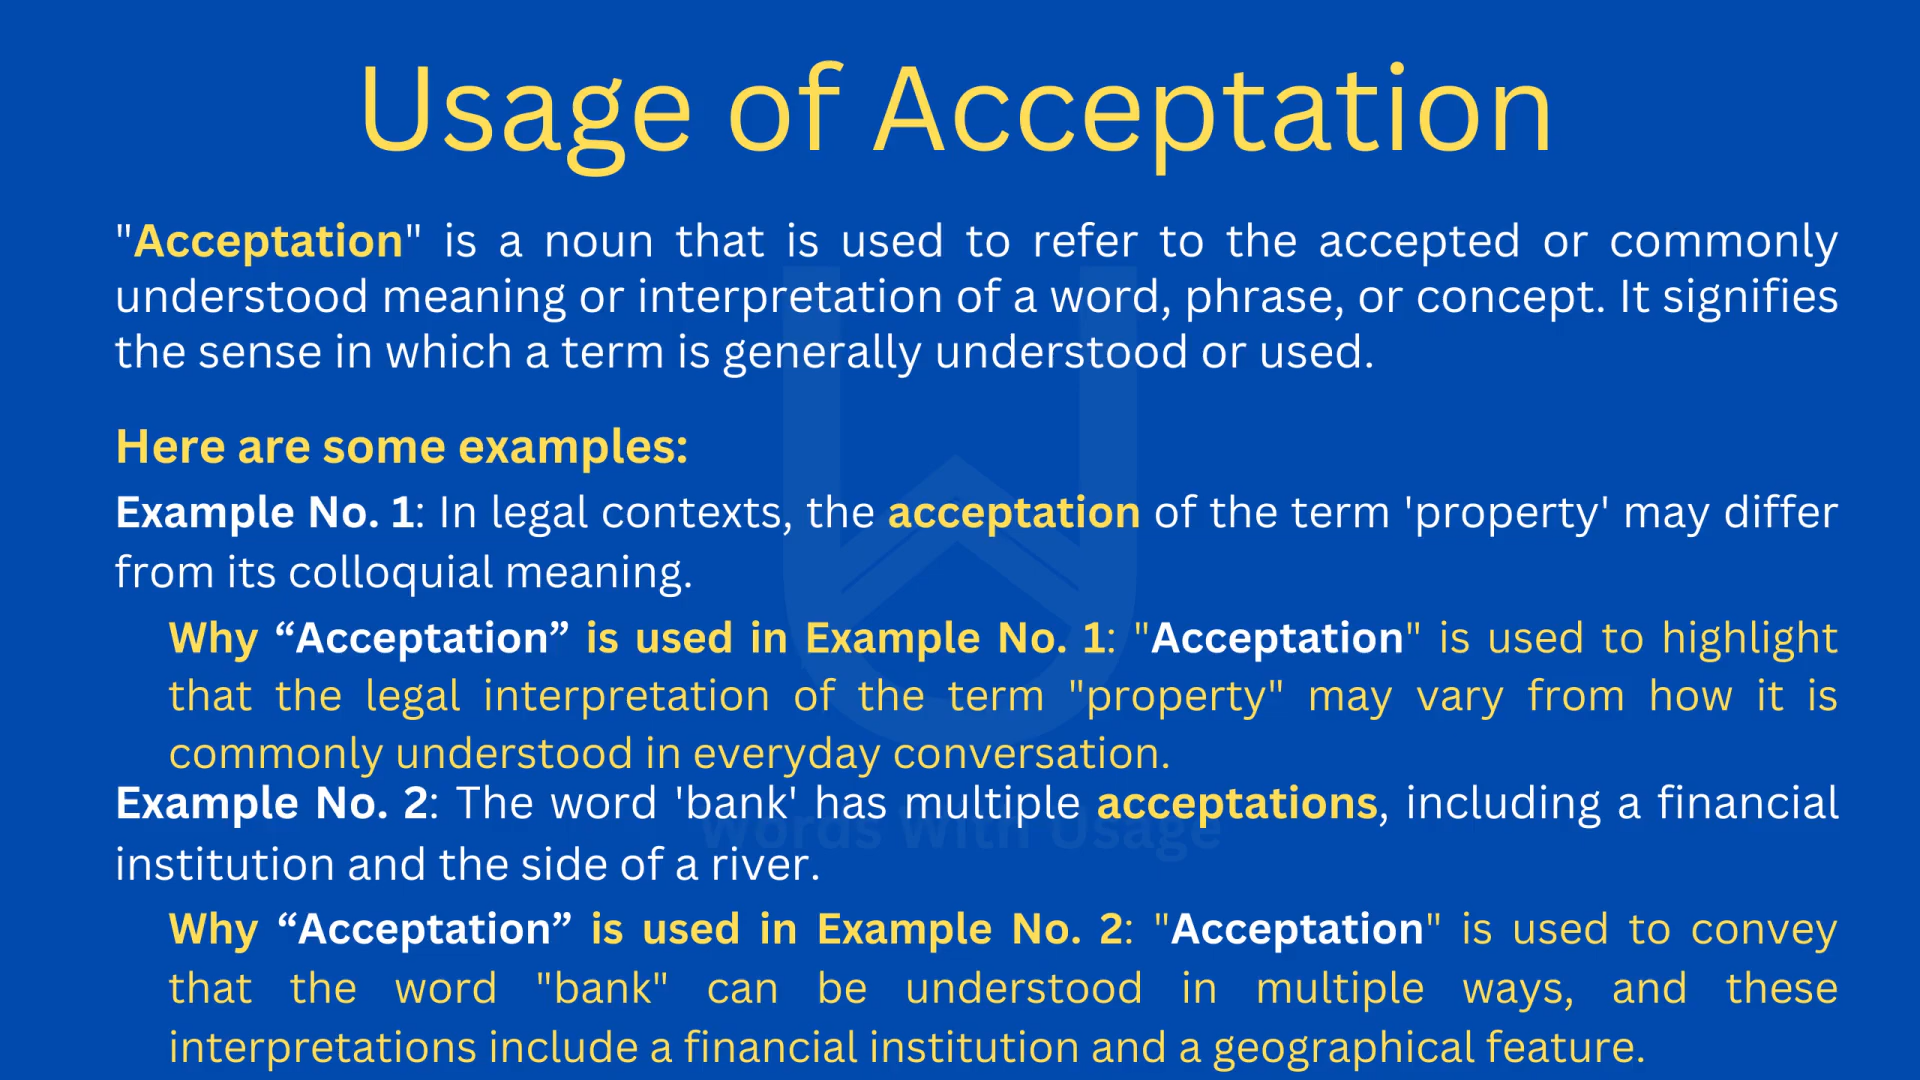 Usage of Acceptation
"Acceptation" is a noun that is used to refer to the accepted or commonly
understood meaning or interpretation of a word, phrase, or concept. It signifies
the sense in which a term is generally understood or used.
Here are some examples:
Example No. 1: In legal contexts, the acceptation of the term 'property' may differ
from its colloquial meaning.
Why “Acceptation” is used in Example No. 1: "Acceptation" is used to highlight
that the legal interpretation of the term "property" may vary from how it is
commonly understood in everyday conversation.
Example No. 2: The word 'bank' has multiple acceptations, including a financial
Words With Usage
institution and the side of a river.
Why “Acceptation” is used in Example No. 2: "Acceptation" is used to convey
that the word "bank" can be understood in multiple ways, and these
interpretations include a financial institution and a geographical feature.